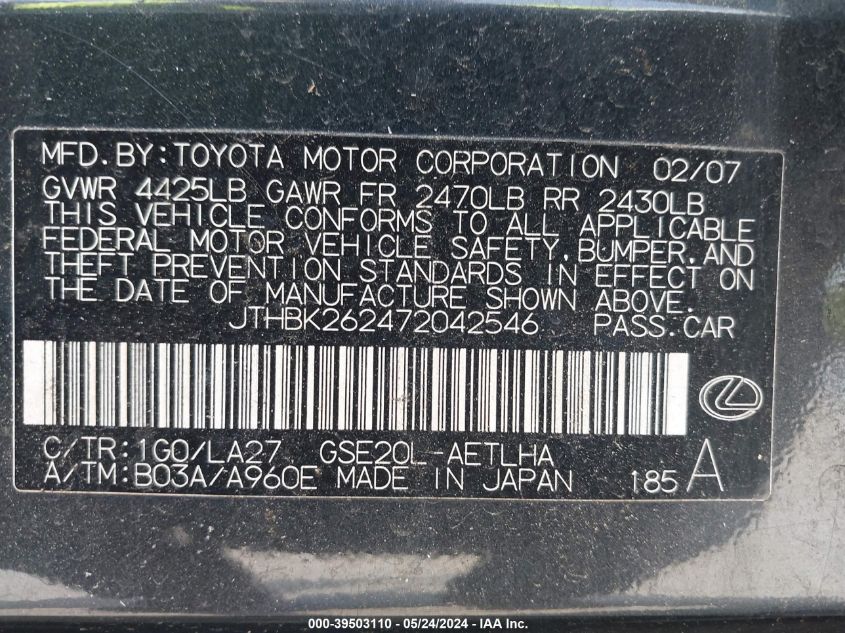 MFD.BY:TOYOTA MOTOR CORPORATION 02/07
GVWR 4425LB GAWR FR 2470LB RR 2430LB
THIS VEHICLE CONFORMS TO ALL APPLICABLE
FEDERAL MOTOR VEHICLE SAFETY,BUMPER,AND
THEFT PREVENTION STANDARDS IN EFFECT ON
THE DATE OF MANUFACTURE SHOWN ABOVE.
JTHBK262472042546 PASS.CAR
C/TR:1G0/LA27 GSE20L-AETLHA
A/TM:B03A/A960E MADE IN JAPAN 185 A
000-39503110 - 05/24/2024 - IAA Inc.